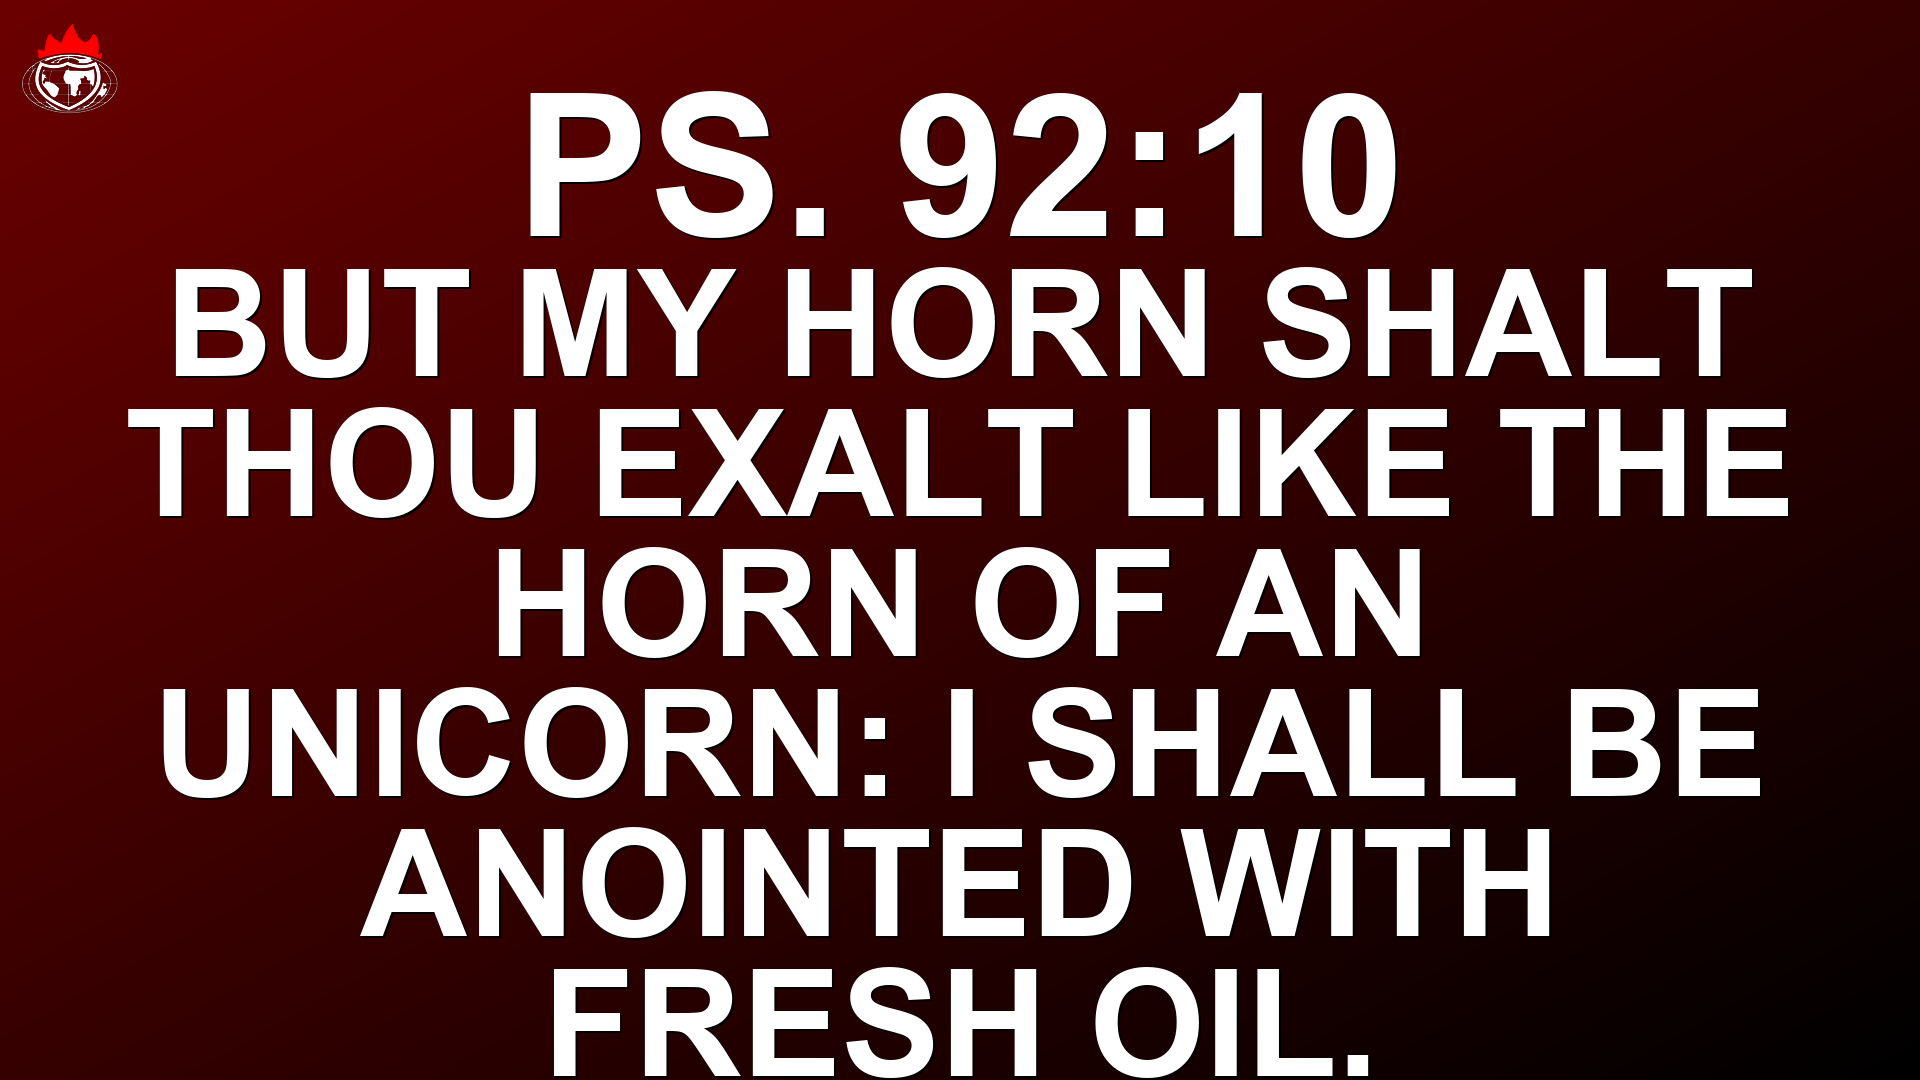 PS. 92:10
BUT MY HORN SHALT
THOU EXALT LIKE THE
HORN OF AN
UNICORN: I SHALL BE
ANOINTED WITH
FRESH OIL.